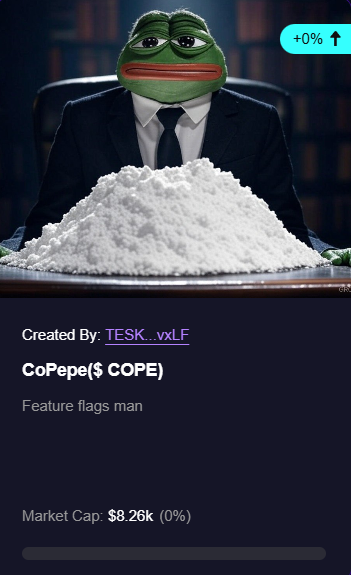 +0%
Created By: TESK...vxLF
CoPepe($ COPE)
Feature flags man
Market Cap: $8.26k (0%)